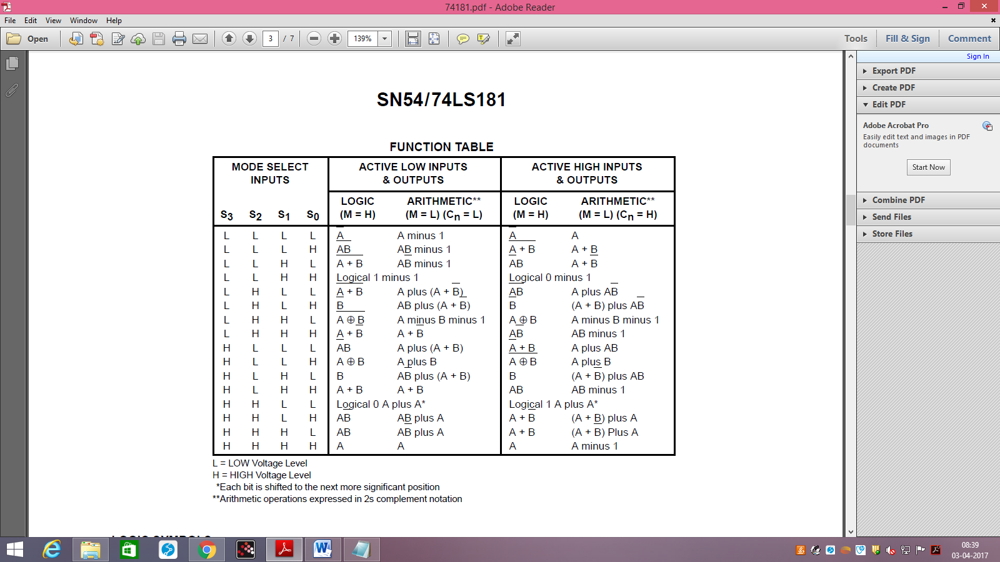 74181.pdf - Adobe Reader
File Edit View Window Help
Open 3 / 7 139% Tools Fill & Sign Comment
Sign In
Export PDF
Create PDF
Edit PDF
Adobe Acrobat Pro
Easily edit text and images in PDF
documents
Start Now
Combine PDF
Send Files
Store Files
SN54/74LS181
FUNCTION TABLE
MODE SELECT INPUTS
ACTIVE LOW INPUTS & OUTPUTS
ACTIVE HIGH INPUTS & OUTPUTS
S3 S2 S1 S0
LOGIC (M = H)
ARITHMETIC** (M = L) (Cn = L)
LOGIC (M = H)
ARITHMETIC** (M = L) (Cn = H)
L L L L A̅ A minus 1 A̅ A
L L L H A̅B̅ AB minus 1 A̅ ̅+̅ ̅B̅ A + B
L L H L A̅ + B AB̅ minus 1 A̅B A + B̅
L L H H Logical 1 minus 1 Logical 0 minus 1
L H L L A̅ ̅+̅ ̅B̅ A plus (A + B̅) A̅B̅ A plus AB̅
L H L H B̅ AB plus (A + B̅) B̅ (A + B) plus AB̅
L H H L A̅ ̅⊕̅ ̅B̅ A minus B minus 1 A ⊕ B A minus B minus 1
L H H H A + B̅ A + B̅ AB̅ AB̅ minus 1
H L L L A̅B A plus (A + B) A̅ + B A plus AB
H L L H A ⊕ B A plus B A̅ ̅⊕̅ ̅B̅ A plus B
H L H L B AB̅ plus (A + B) B (A + B̅) plus AB
H L H H A + B A + B AB AB minus 1
H H L L Logical 0 A plus A* Logical 1 A plus A*
H H L H AB̅ AB plus A A + B̅ (A + B) plus A
H H H L AB AB̅ plus A A + B (A + B̅) Plus A
H H H H A A A A minus 1
L = LOW Voltage Level
H = HIGH Voltage Level
*Each bit is shifted to the next more significant position
**Arithmetic operations expressed in 2s complement notation
08:39
03-04-2017